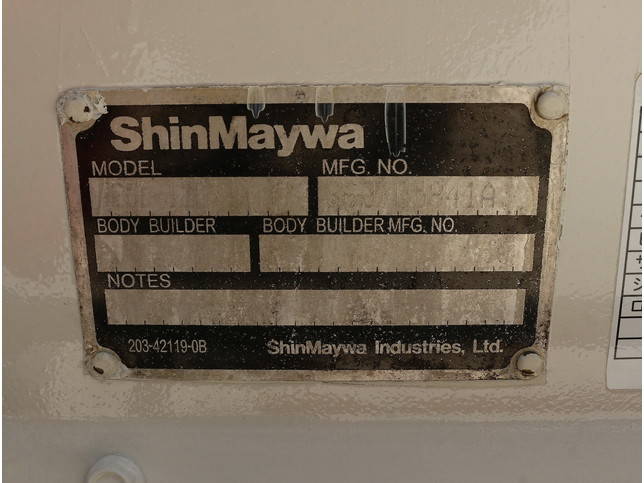 ShinMaywa
MODEL MFG. NO.
BODY BUILDER BODY BUILDER MFG. NO.
NOTES
203-42119-0B ShinMaywa Industries, Ltd.